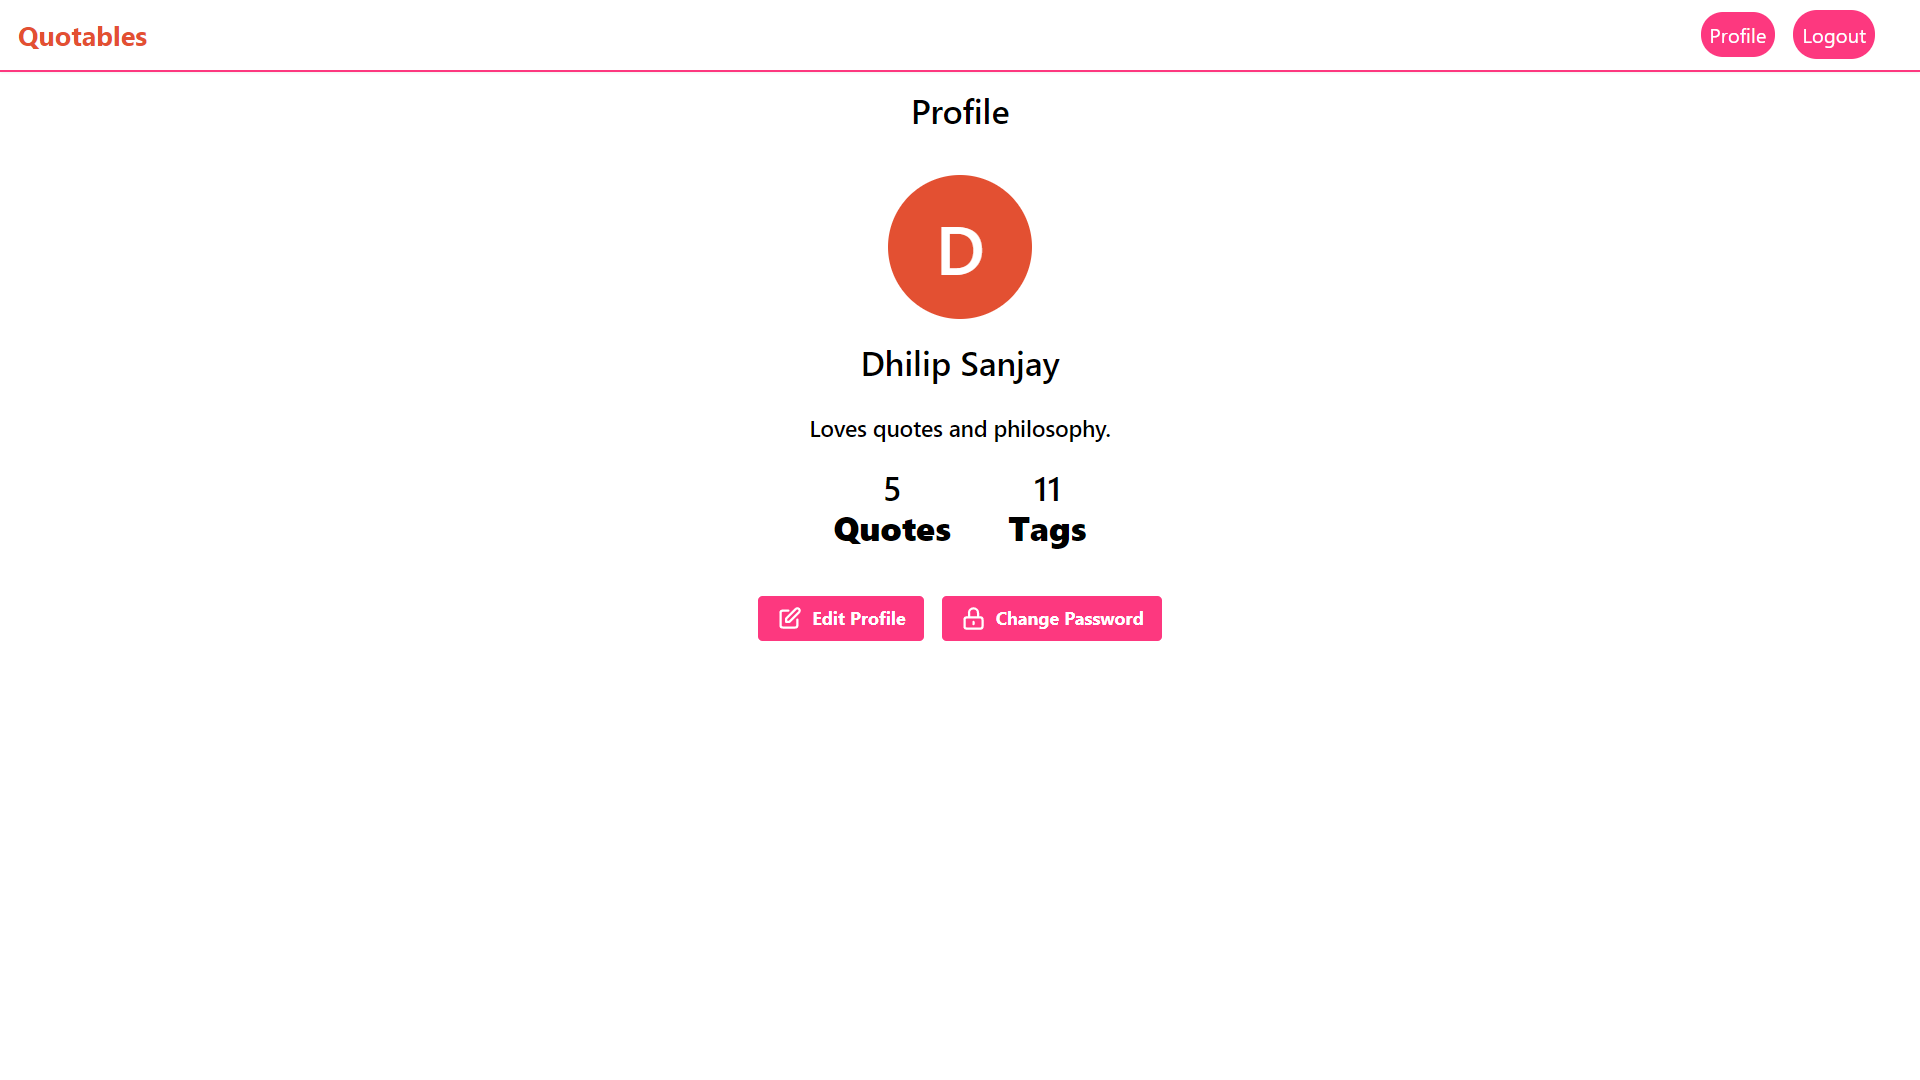 Quotables
Profile
Logout
Profile
D
Dhilip Sanjay
Loves quotes and philosophy.
5 11
Quotes Tags
Edit Profile
Change Password